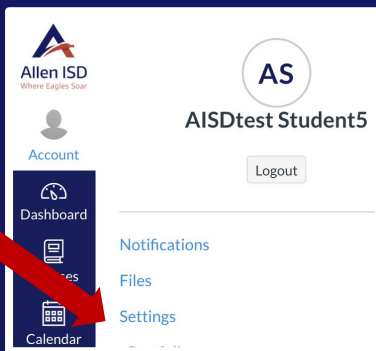 Allen ISD
Where Eagles Soar
Account
Dashboard
Calendar
AS
AISDtest Student5
Logout
Notifications
Files
Settings